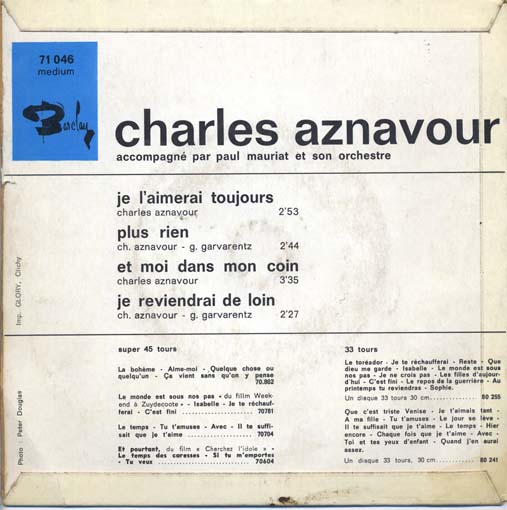 71 046
medium
Barclay
charles aznavour
accompagné par paul mauriat et son orchestre
je l'aimerai toujours
charles aznavour 2'53
plus rien
ch. aznavour - g. garvarentz 2'44
et moi dans mon coin
charles aznavour 3'35
je reviendrai de loin
ch. aznavour - g. garvarentz 2'27
Imp. GLORY, Clichy
Photo : Peter Douglas
super 45 tours
La bohème - Aime-moi - Quelque chose ou
quelqu'un - Ça vient sans qu'on y pense
70.862
Le monde est sous nos pas • du fillm Week-
end à Zuydecoote • - Isabelle - Je te réchauf-
ferai - C'est fini 70781
Le temps - Tu t'amuses - Avec - Il te suffi-
sait que je t'aime 70704
Et pourtant, du film « Cherchez l'idole » -
Le temps des caresses - Si tu m'emportes
- Tu veux 70604
33 tours
Le toréador - Je te réchaufferai - Reste - Que
dieu me garde - Isabelle - Le monde est sous
nos pas - Je ne crois pas - Les filles d'aujour-
d'hui - C'est fini - Le repos de la guerrière - Au
printemps tu reviendras - Sophie.
Un disque 33 tours 30 cm 80 255
Que c'est triste Venise - Je t'aimais tant -
A ma fille - Tu t'amuses - Le jour se lève -
Il te suffisait que je t'aime - Le temps - Hier
encore - Chaque fois que je t'aime - Avec -
Toi et tes yeux d'enfant - Quand j'en aurai
assez.
Un disque 33 tours, 30 cm. 80 241